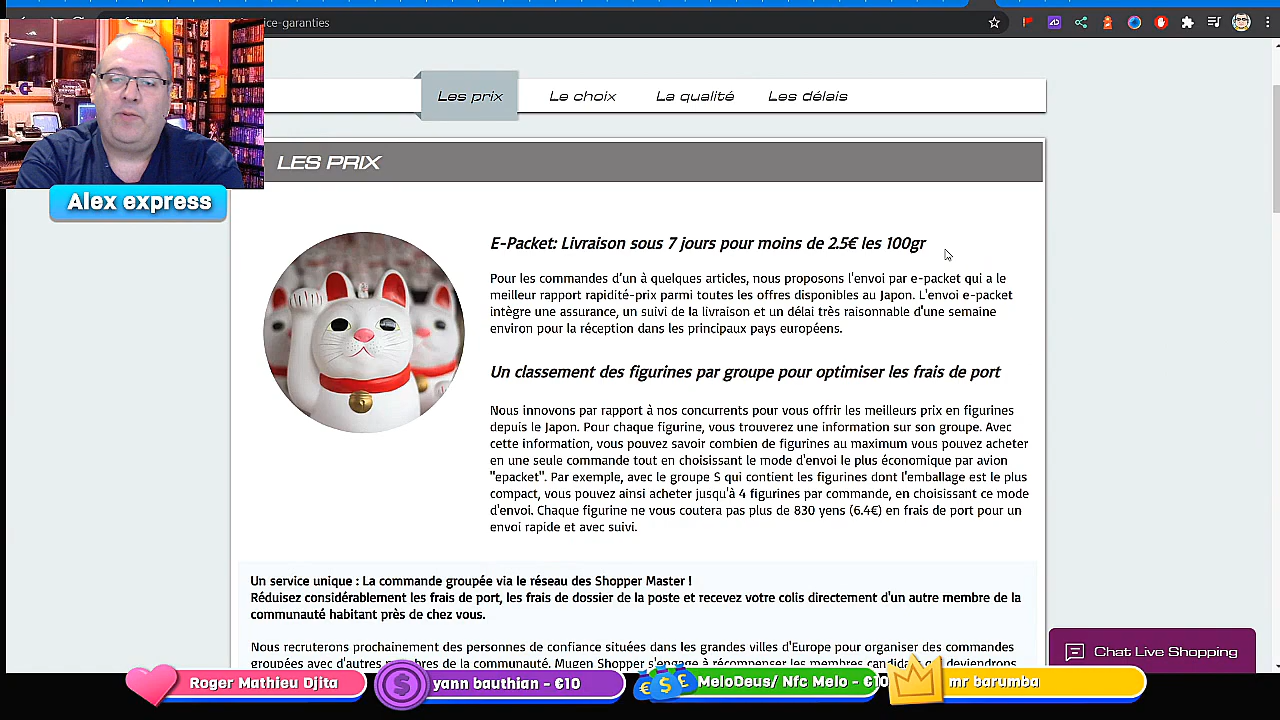 ce-garanties
Les prix
Le choix
La qualité
Les délais
LES PRIX
Alex express
E-Packet: Livraison sous 7 jours pour moins de 2.5€ les 100gr
Pour les commandes d'un à quelques articles, nous proposons l'envoi par e-packet qui a le
meilleur rapport rapidité-prix parmi toutes les offres disponibles au Japon. L'envoi e-packet
intègre une assurance, un suivi de la livraison et un délai très raisonnable d'une semaine
environ pour la réception dans les principaux pays européens.
Un classement des figurines par groupe pour optimiser les frais de port
Nous innovons par rapport à nos concurrents pour vous offrir les meilleurs prix en figurines
depuis le Japon. Pour chaque figurine, vous trouverez une information sur son groupe. Avec
cette information, vous pouvez savoir combien de figurines au maximum vous pouvez acheter
en une seule commande tout en choisissant le mode d'envoi le plus économique par avion
"epacket". Par exemple, avec le groupe S qui contient les figurines dont l'emballage est le plus
compact, vous pouvez ainsi acheter jusqu'à 4 figurines par commande, en choisissant ce mode
d'envoi. Chaque figurine ne vous coutera pas plus de 830 yens (6.4€) en frais de port pour un
envoi rapide et avec suivi.
Un service unique : La commande groupée via le réseau des Shopper Master !
Réduisez considérablement les frais de port, les frais de dossier de la poste et recevez votre colis directement d'un autre membre de la
communauté habitant près de chez vous.
Nous recruterons prochainement des personnes de confiance situées dans les grandes villes d'Europe pour organiser des commandes
groupées avec d'autres membres de la communauté. Mugen Shopper s'engage à récompenser les membres deviendront
Chat Live Shopping
Roger Mathieu Djita
yann bauthian - €10
MeloDeus/ Nfc Melo - €10
mr barumba